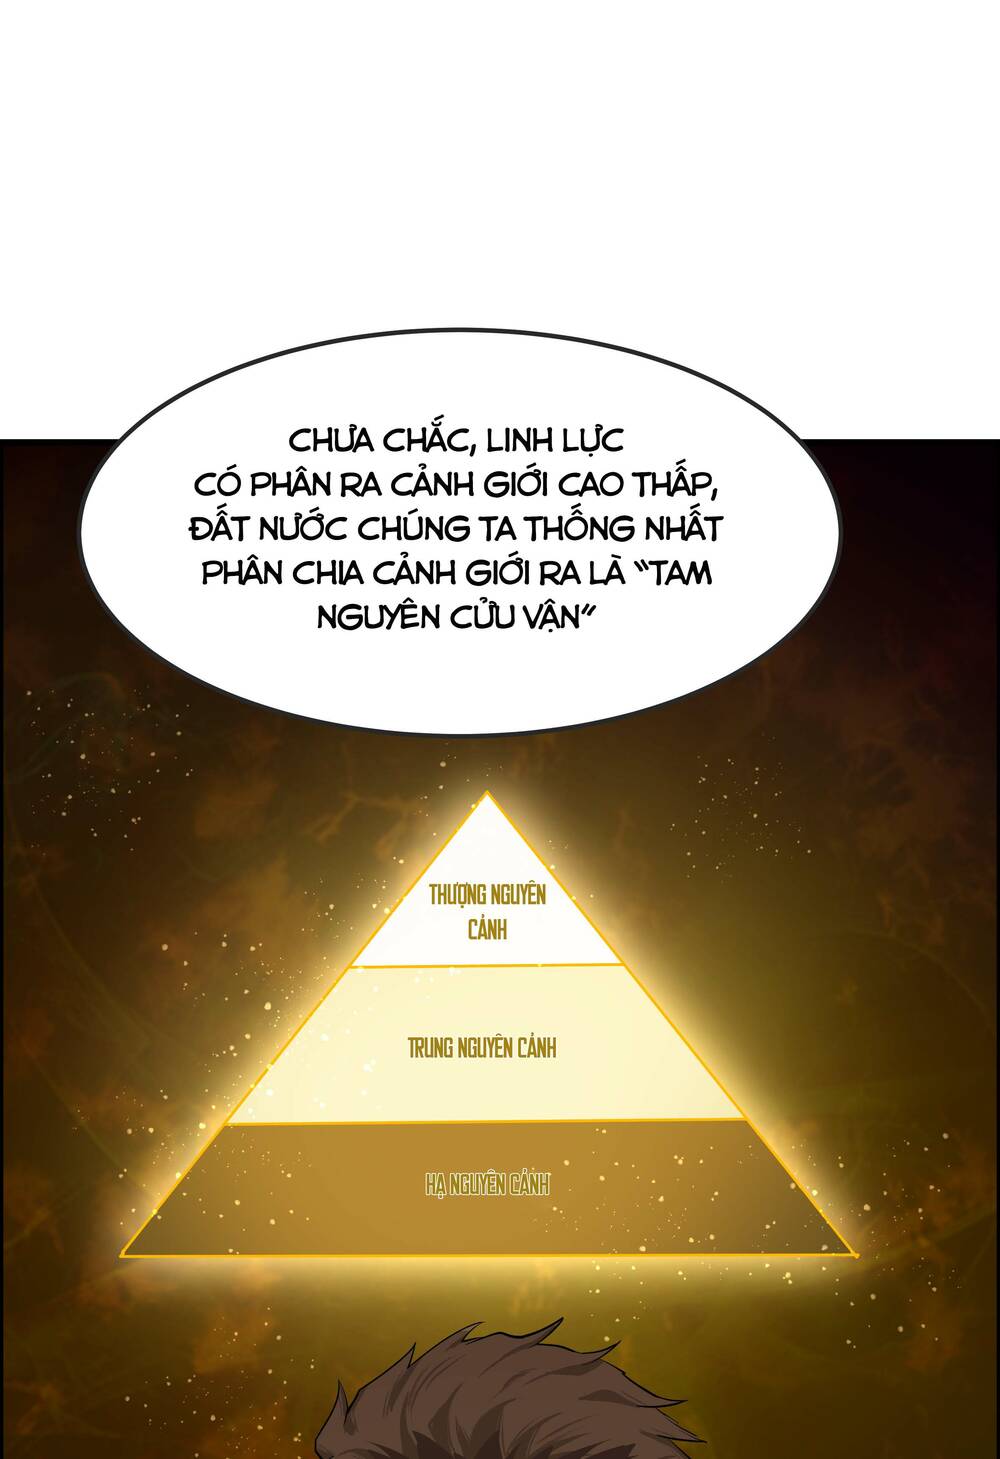 CHƯA CHẮC, LINH LỰC
CÓ PHÂN RA CẢNH GIỚI CAO THẤP,
ĐẤT NƯỚC CHÚNG TA THỐNG NHẤT
PHÂN CHIA CẢNH GIỚI RA LÀ "TAM
NGUYÊN CỬU VẬN"
THƯỢNG NGUYÊN
CẢNH
TRUNG NGUYÊN CẢNH
HẠ NGUYÊN CẢNH